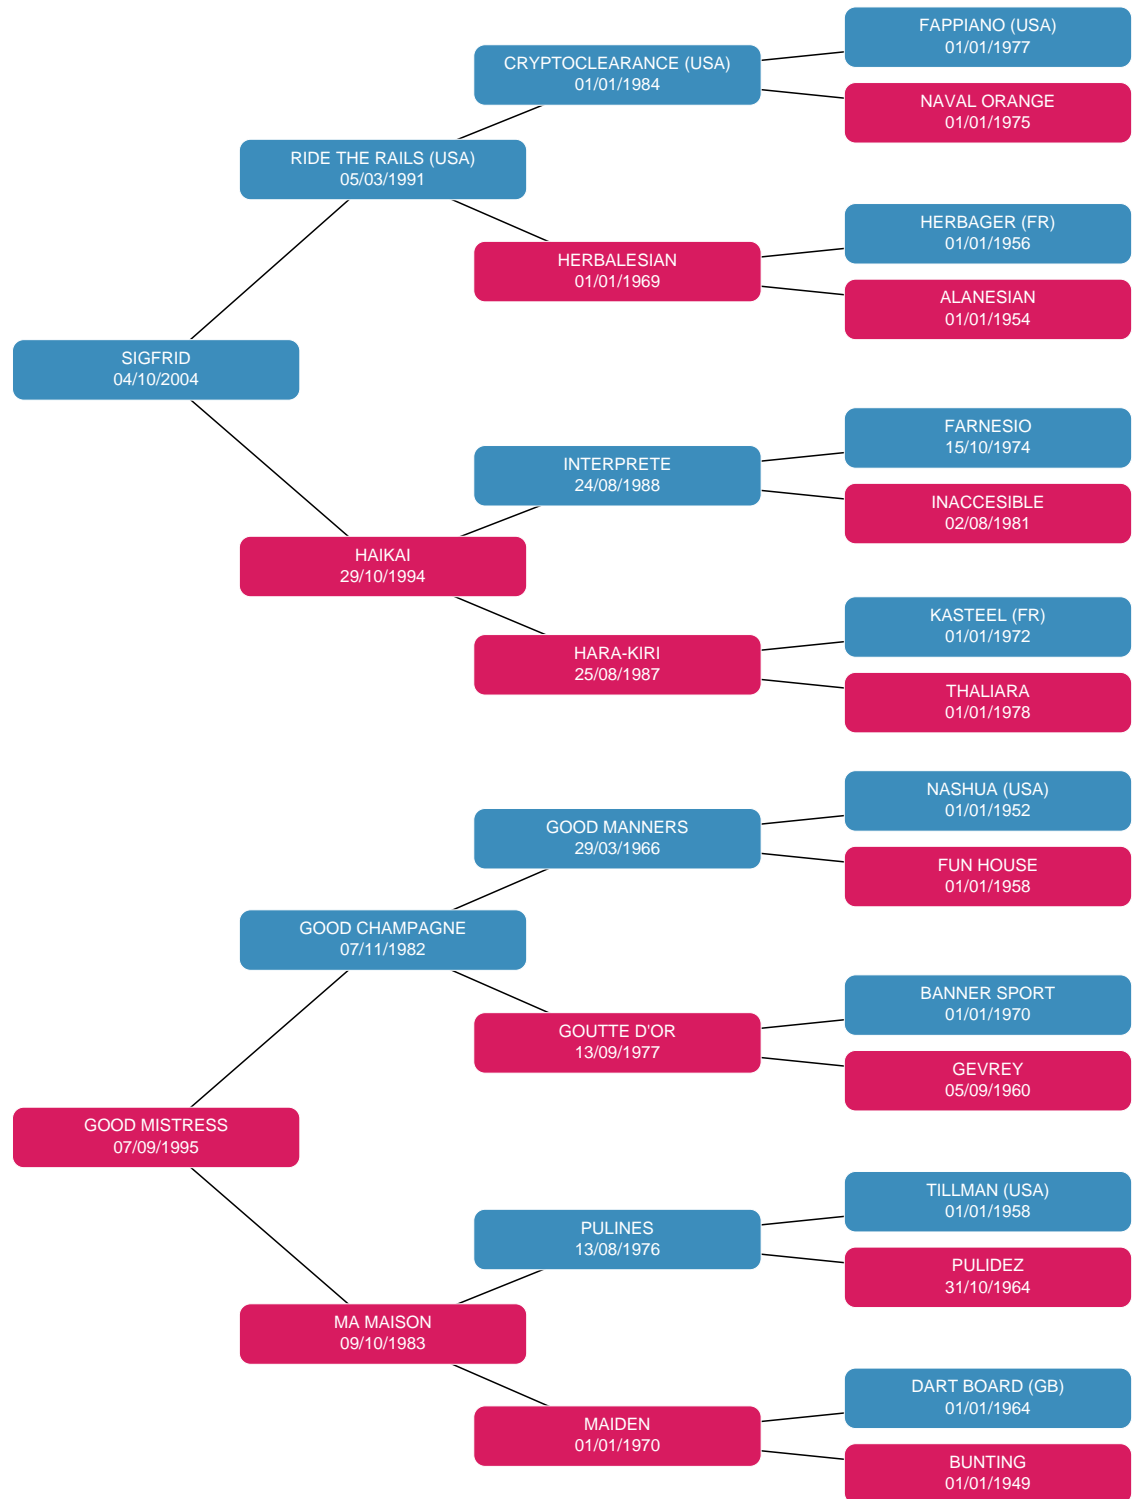 FAPPIANO (USA)
01/01/1977
CRYPTOCLEARANCE (USA)
01/01/1984
NAVAL ORANGE
01/01/1975
RIDE THE RAILS (USA)
05/03/1991
HERBAGER (FR)
01/01/1956
HERBALESIAN
01/01/1969
ALANESIAN
01/01/1954
SIGFRID
04/10/2004
FARNESIO
15/10/1974
INTERPRETE
24/08/1988
INACCESIBLE
02/08/1981
HAIKAI
29/10/1994
KASTEEL (FR)
01/01/1972
HARA-KIRI
25/08/1987
THALIARA
01/01/1978
NASHUA (USA)
01/01/1952
GOOD MANNERS
29/03/1966
FUN HOUSE
01/01/1958
GOOD CHAMPAGNE
07/11/1982
BANNER SPORT
01/01/1970
GOUTTE D'OR
13/09/1977
GEVREY
05/09/1960
GOOD MISTRESS
07/09/1995
TILLMAN (USA)
01/01/1958
PULINES
13/08/1976
PULIDEZ
31/10/1964
MA MAISON
09/10/1983
DART BOARD (GB)
01/01/1964
MAIDEN
01/01/1970
BUNTING
01/01/1949